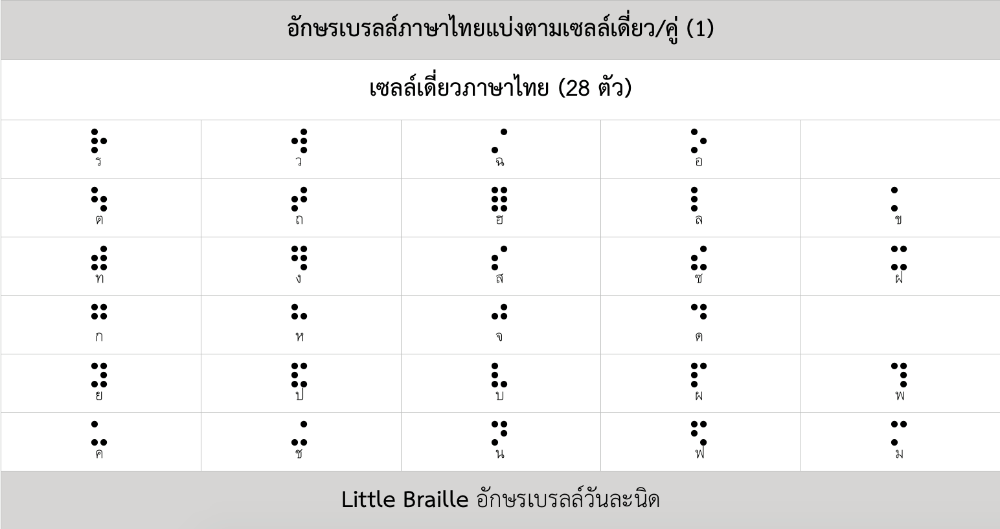 อักษรเบรลล์ภาษาไทยแบ่งตามเซลล์เดี่ยว/คู่ (1)
เซลล์เดี่ยวภาษาไทย (28 ตัว)
⠗ ⠺ ⠌ ⠕
ร ว ฉ อ
⠳ ⠞ ⠿ ⠇ ⠅
ต ถ ฮ ล ข
⠾ ⠻ ⠎ ⠮ ⠭
ท ง ส ซ ฝ
⠛ ⠓ ⠚ ⠙
ก ห จ ด
⠽ ⠯ ⠧ ⠏ ⠹
ย ป บ ผ พ
⠥ ⠬ ⠝ ⠫ ⠍
ค ช น ฟ ม
Little Braille อักษรเบรลล์วันละนิด